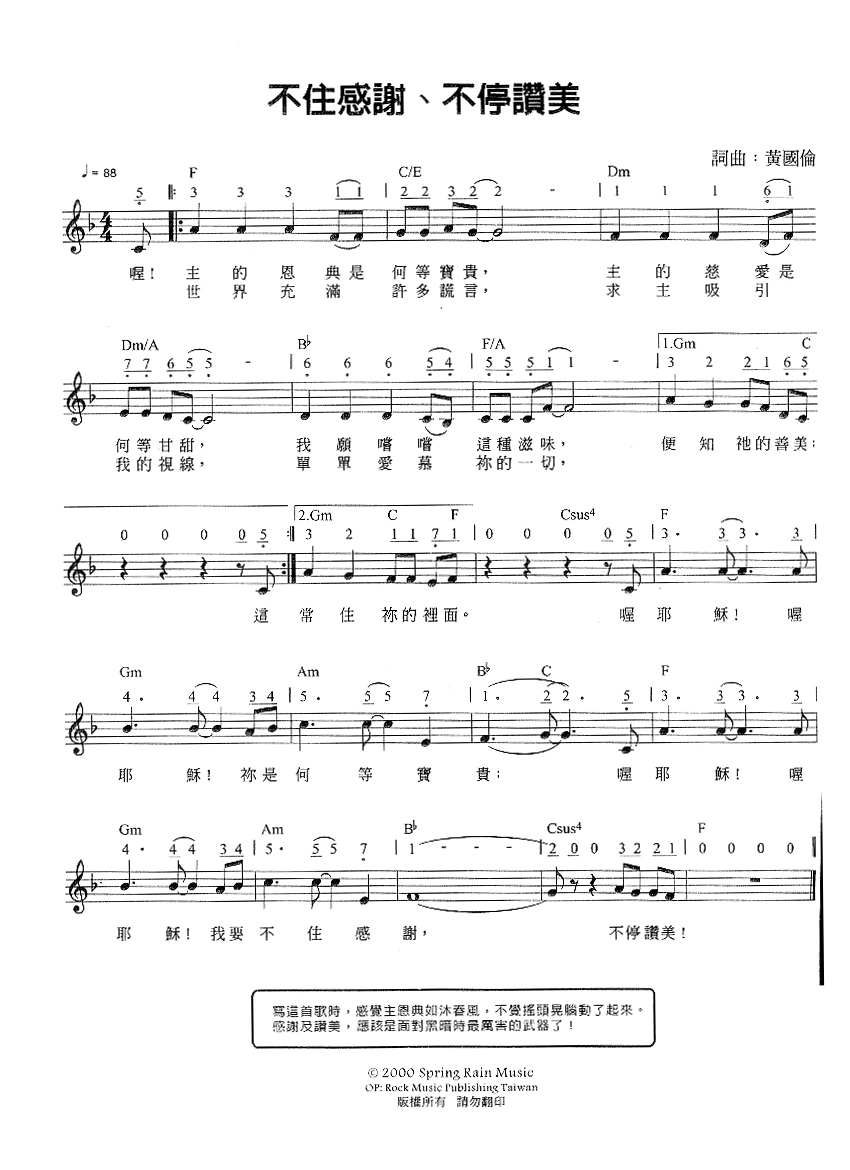 不住感謝、不停讚美
詞曲：黃國倫
♩= 88 F C/E Dm
5 𝄆 3 3 3 1 1 | 2 2 3 2 2 - | 1 1 1 6 1
4 4
喔！ 主 的 恩 典 是 何 等 寶 貴， 主 的 慈 愛 是
世 界 充 滿 許 多 謊 言， 求 主 吸 引
Dm/A B♭ F/A 1.Gm C
7 7 6 5 5 - | 6 6 6 5 4 | 5 5 5 1 1 - | 3 2 2 1 6 5
何 等 甘 甜， 我 願 嚐 嚐 這 種 滋 味， 便 知 祂 的 善 美；
我 的 視 線， 單 單 愛 慕 祢 的 一 切，
2.Gm C F Csus4 F
0 0 0 0 5 𝄇 3 2 1 1 7 1 | 0 0 0 0 5 | 3 . 3 3 . 3 |
這 常 住 祢 的 裡 面。 喔 耶 穌！ 喔
Gm Am B♭ C F
4 . 4 4 3 4 | 5 . 5 5 7 | 1 . 2 2 . 5 | 3 . 3 3 . 3 |
耶 穌！ 祢 是 何 等 寶 貴； 喔 耶 穌！ 喔
Gm Am B♭ Csus4 F
4 . 4 4 3 4 | 5 . 5 5 7 | 1 - - - | 2 0 0 3 2 2 1 | 0 0 0 0 ‖
耶 穌！ 我 要 不 住 感 謝， 不 停 讚 美！
寫這首歌時，感覺主恩典如沐春風，不覺搖頭晃腦動了起來。
感謝及讚美，應該是面對黑暗時最厲害的武器了！
© 2000 Spring Rain Music
OP: Rock Music Publishing Taiwan
版權所有 請勿翻印